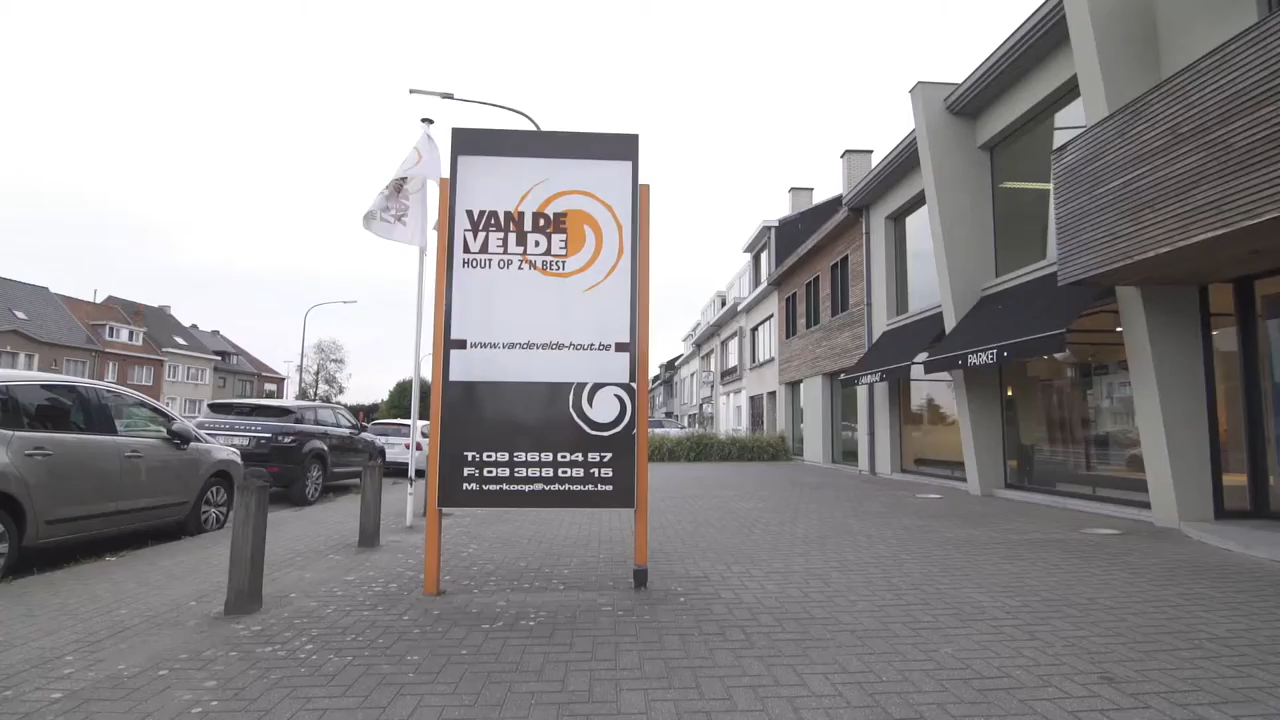 VAN DE
VELDE
HOUT OP Z'N BEST
www.vandevelde-hout.be
T: 09 369 04 57
F: 09 368 08 15
M: verkoop@vdvhout.be
LAMINAAT
PARKET